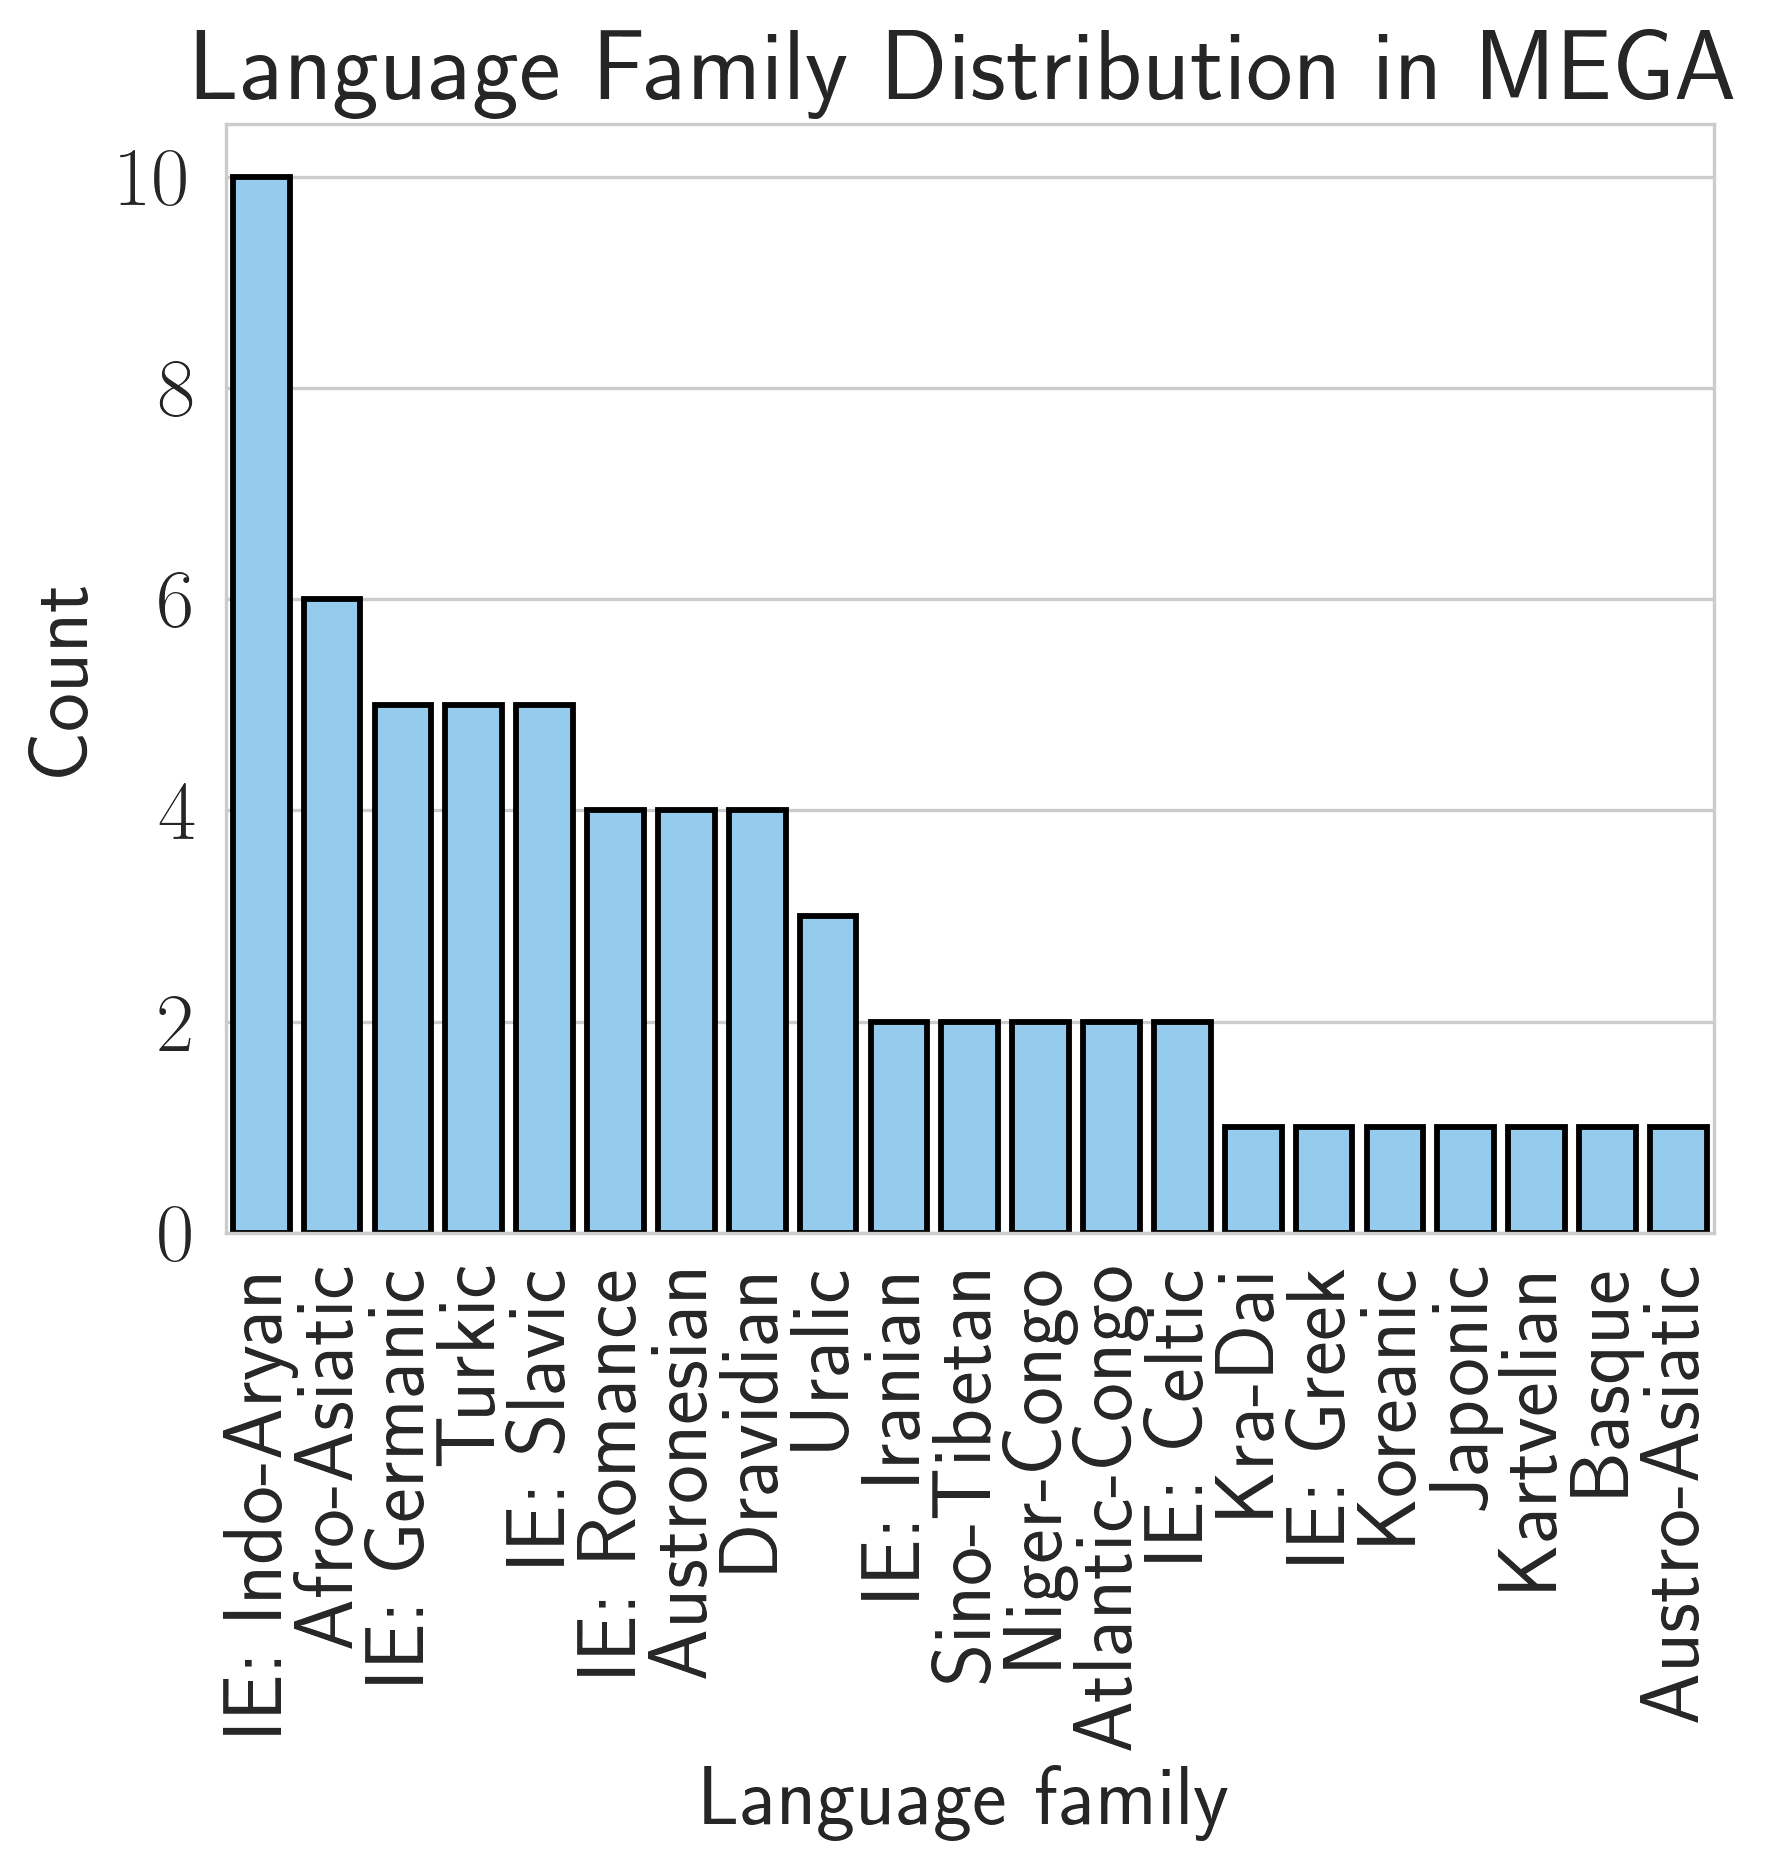 Language Family Distribution in MEGA
10
8
6
4
2
0
Count
IE: Indo-Aryan
Afro-Asiatic
IE: Germanic
Turkic
IE: Slavic
IE: Romance
Austronesian
Dravidian
Uralic
IE: Iranian
Sino-Tibetan
Niger-Congo
Atlantic-Congo
IE: Celtic
Kra-Dai
IE: Greek
Koreanic
Japonic
Kartvelian
Basque
Austro-Asiatic
Language family